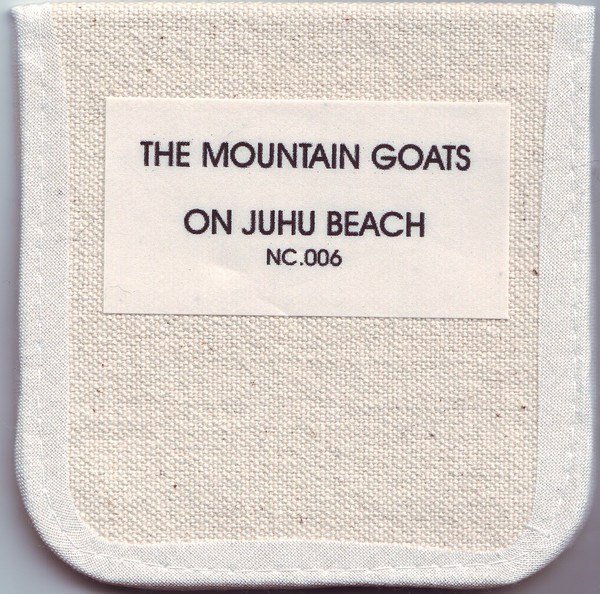 THE MOUNTAIN GOATS
ON JUHU BEACH
NC.006